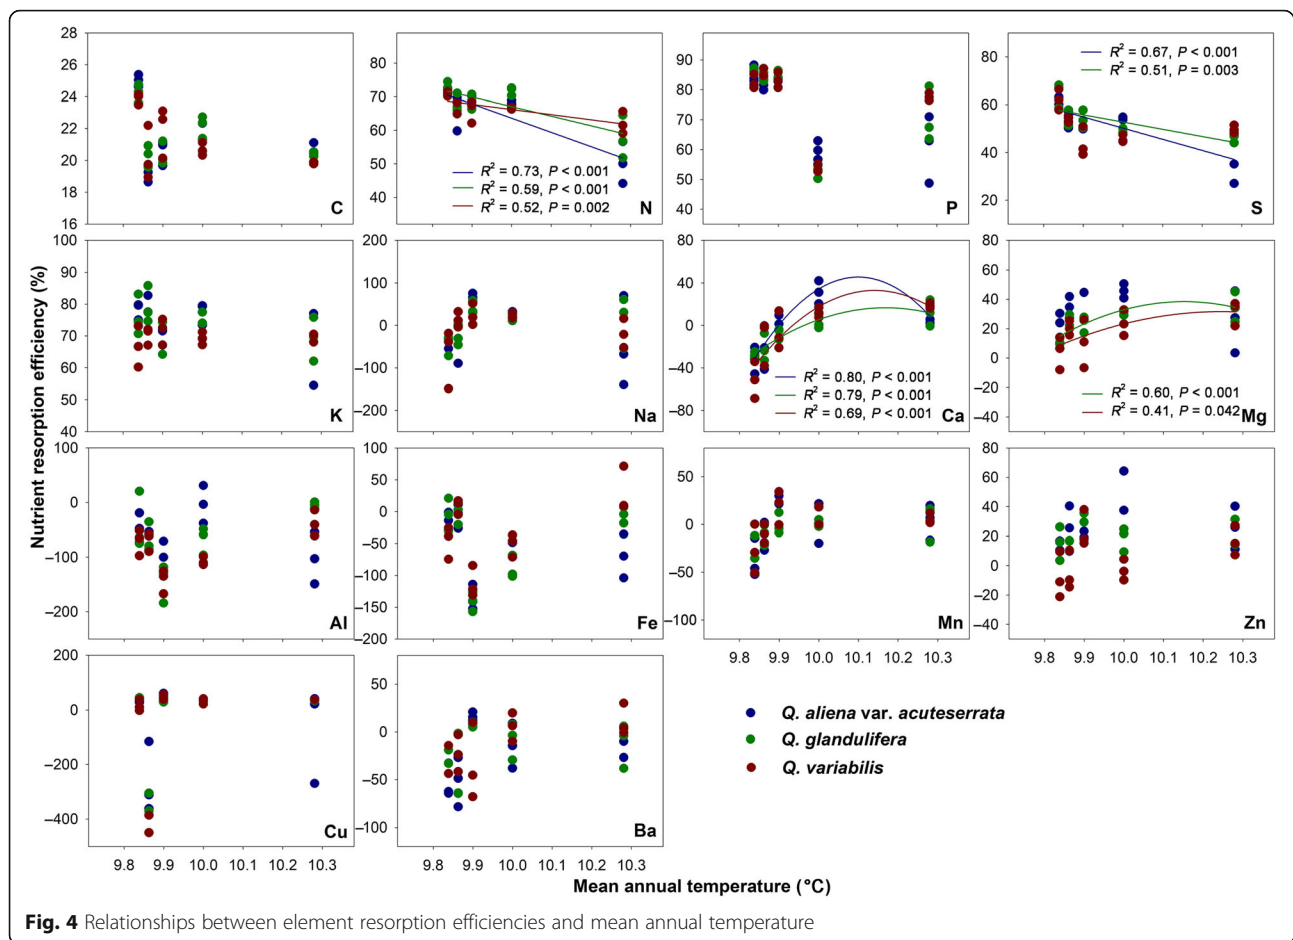 28
26
24
22
20
18
16
C
80
70
60
50
40
R² = 0.73, P < 0.001
R² = 0.59, P < 0.001
R² = 0.52, P = 0.002
N
90
80
70
60
50
40
P
80
60
40
20
R² = 0.67, P < 0.001
R² = 0.51, P = 0.003
S
Nutrient resorption efficiency (%)
100
90
80
70
60
50
40
K
200
100
0
–100
–200
Na
80
40
0
–40
–80
R² = 0.80, P < 0.001
R² = 0.79, P < 0.001
R² = 0.69, P < 0.001
Ca
80
60
40
20
0
–20
–40
R² = 0.60, P < 0.001
R² = 0.41, P = 0.042
Mg
100
0
–100
–200
Al
100
50
0
–50
–100
–150
–200
Fe
50
0
–50
–100
Mn
9.8 9.9 10.0 10.1 10.2 10.3
80
60
40
20
0
–20
–40
Zn
9.8 9.9 10.0 10.1 10.2 10.3
200
0
–200
–400
Cu
9.8 9.9 10.0 10.1 10.2 10.3
50
0
–50
–100
Ba
9.8 9.9 10.0 10.1 10.2 10.3
Q. aliena var. acuteserrata
Q. glandulifera
Q. variabilis
Mean annual temperature (°C)
Fig. 4 Relationships between element resorption efficiencies and mean annual temperature